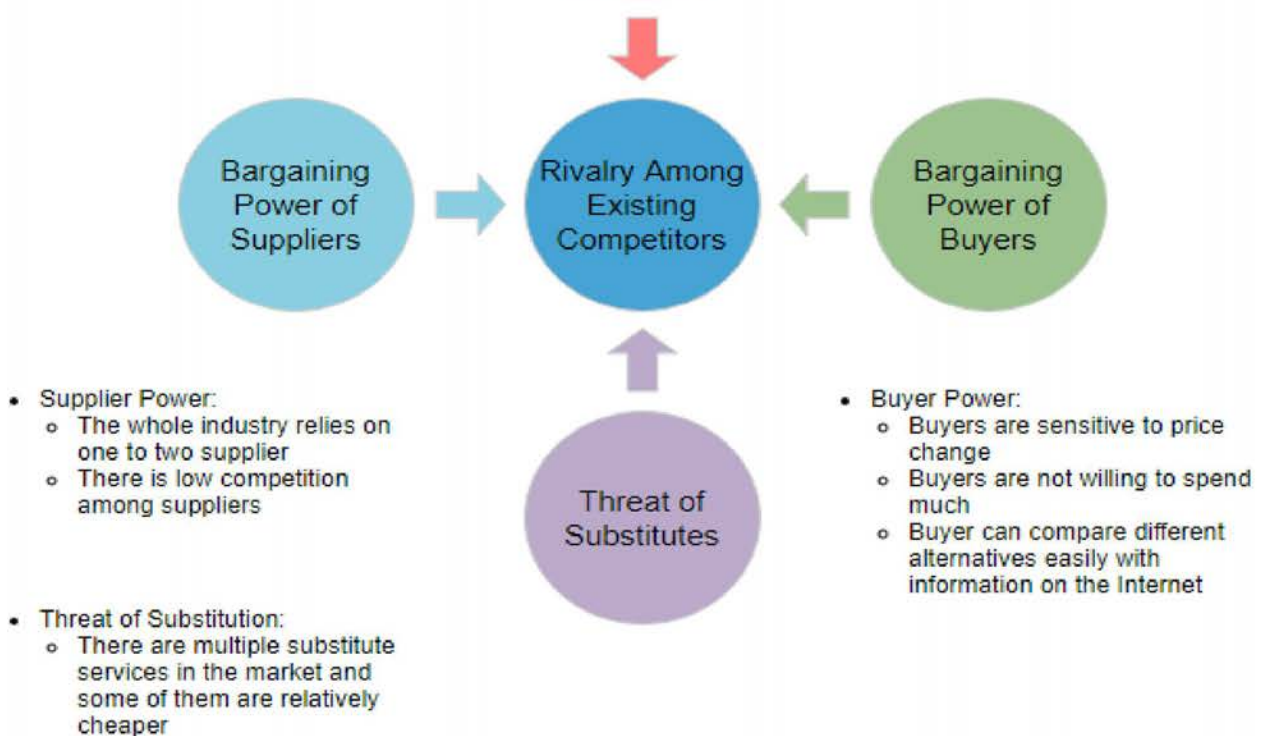 Bargaining
Power of
Suppliers
Rivalry Among
Existing
Competitors
Bargaining
Power of
Buyers
• Supplier Power:
o The whole industry relies on
one to two supplier
o There is low competition
among suppliers
Threat of
Substitutes
• Buyer Power:
o Buyers are sensitive to price
change
o Buyers are not willing to spend
much
o Buyer can compare different
alternatives easily with
information on the Internet
• Threat of Substitution:
o There are multiple substitute
services in the market and
some of them are relatively
cheaper